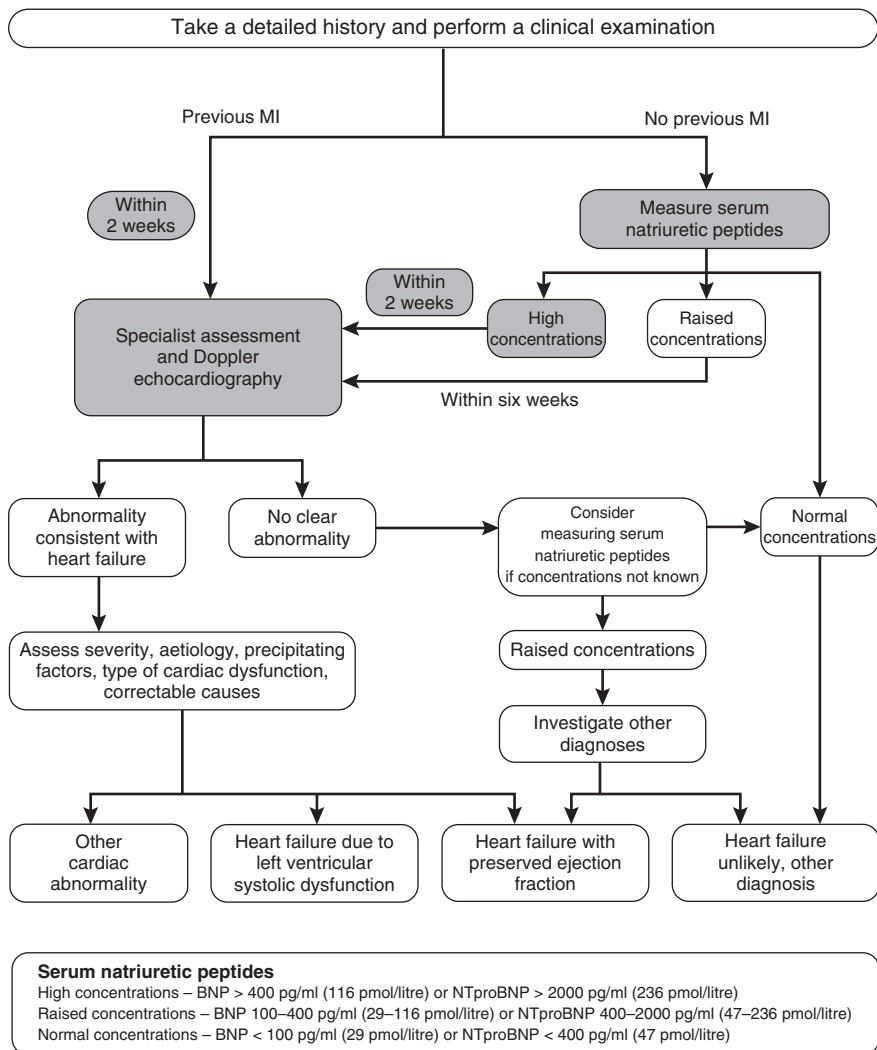 Take a detailed history and perform a clinical examination
Previous MI
No previous MI
Within
2 weeks
Measure serum
natriuretic peptides
Within
2 weeks
High
concentrations
Raised
concentrations
Specialist assessment
and Doppler
echocardiography
Within six weeks
Abnormality
consistent with
heart failure
No clear
abnormality
Consider
measuring serum
natriuretic peptides
if concentrations not known
Normal
concentrations
Assess severity, aetiology, precipitating
factors, type of cardiac dysfunction,
correctable causes
Raised concentrations
Investigate other
diagnoses
Other
cardiac
abnormality
Heart failure due to
left ventricular
systolic dysfunction
Heart failure with
preserved ejection
fraction
Heart failure
unlikely, other
diagnosis
Serum natriuretic peptides
High concentrations – BNP > 400 pg/ml (116 pmol/litre) or NTproBNP > 2000 pg/ml (236 pmol/litre)
Raised concentrations – BNP 100–400 pg/ml (29–116 pmol/litre) or NTproBNP 400–2000 pg/ml (47–236 pmol/litre)
Normal concentrations – BNP < 100 pg/ml (29 pmol/litre) or NTproBNP < 400 pg/ml (47 pmol/litre)